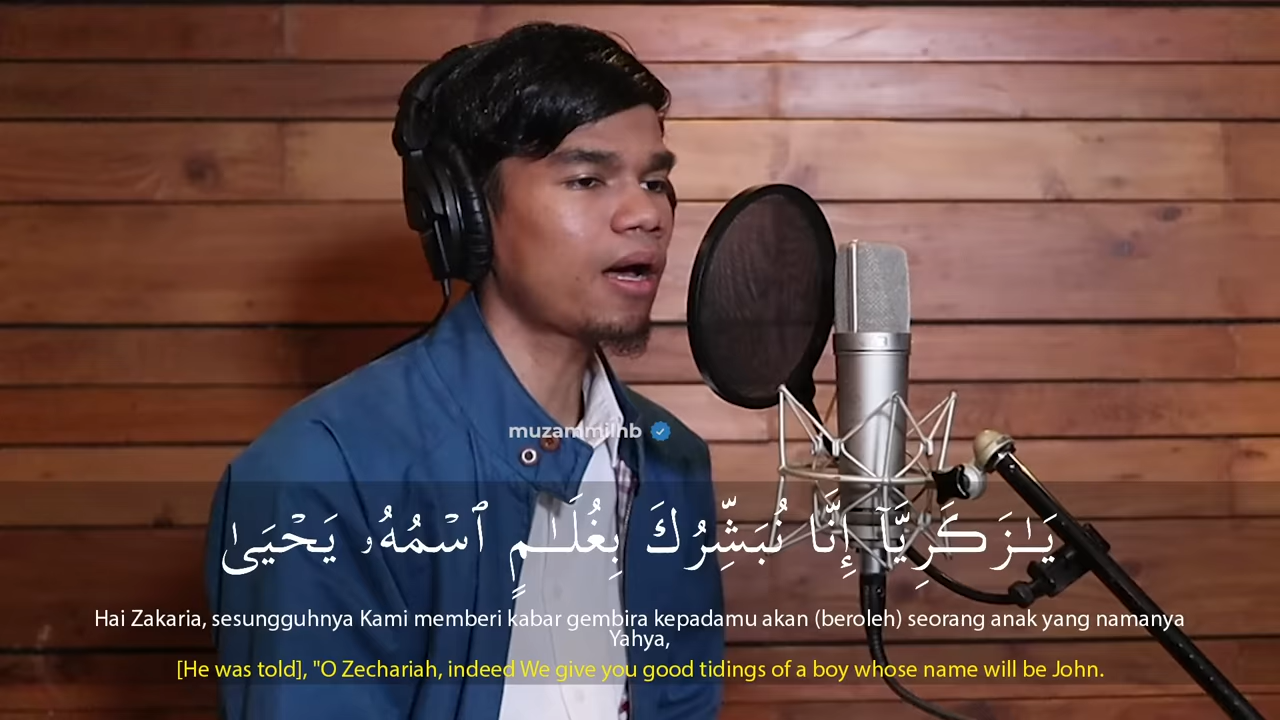 muzammilhb
يَـٰزَكَرِيَّآ إِنَّا نُبَشِّرُكَ بِغُلَـٰمٍ ٱسْمُهُۥ يَحْيَىٰ
Hai Zakaria, sesungguhnya Kami memberi kabar gembira kepadamu akan (beroleh) seorang anak yang namanya
Yahya,
[He was told], "O Zechariah, indeed We give you good tidings of a boy whose name will be John.